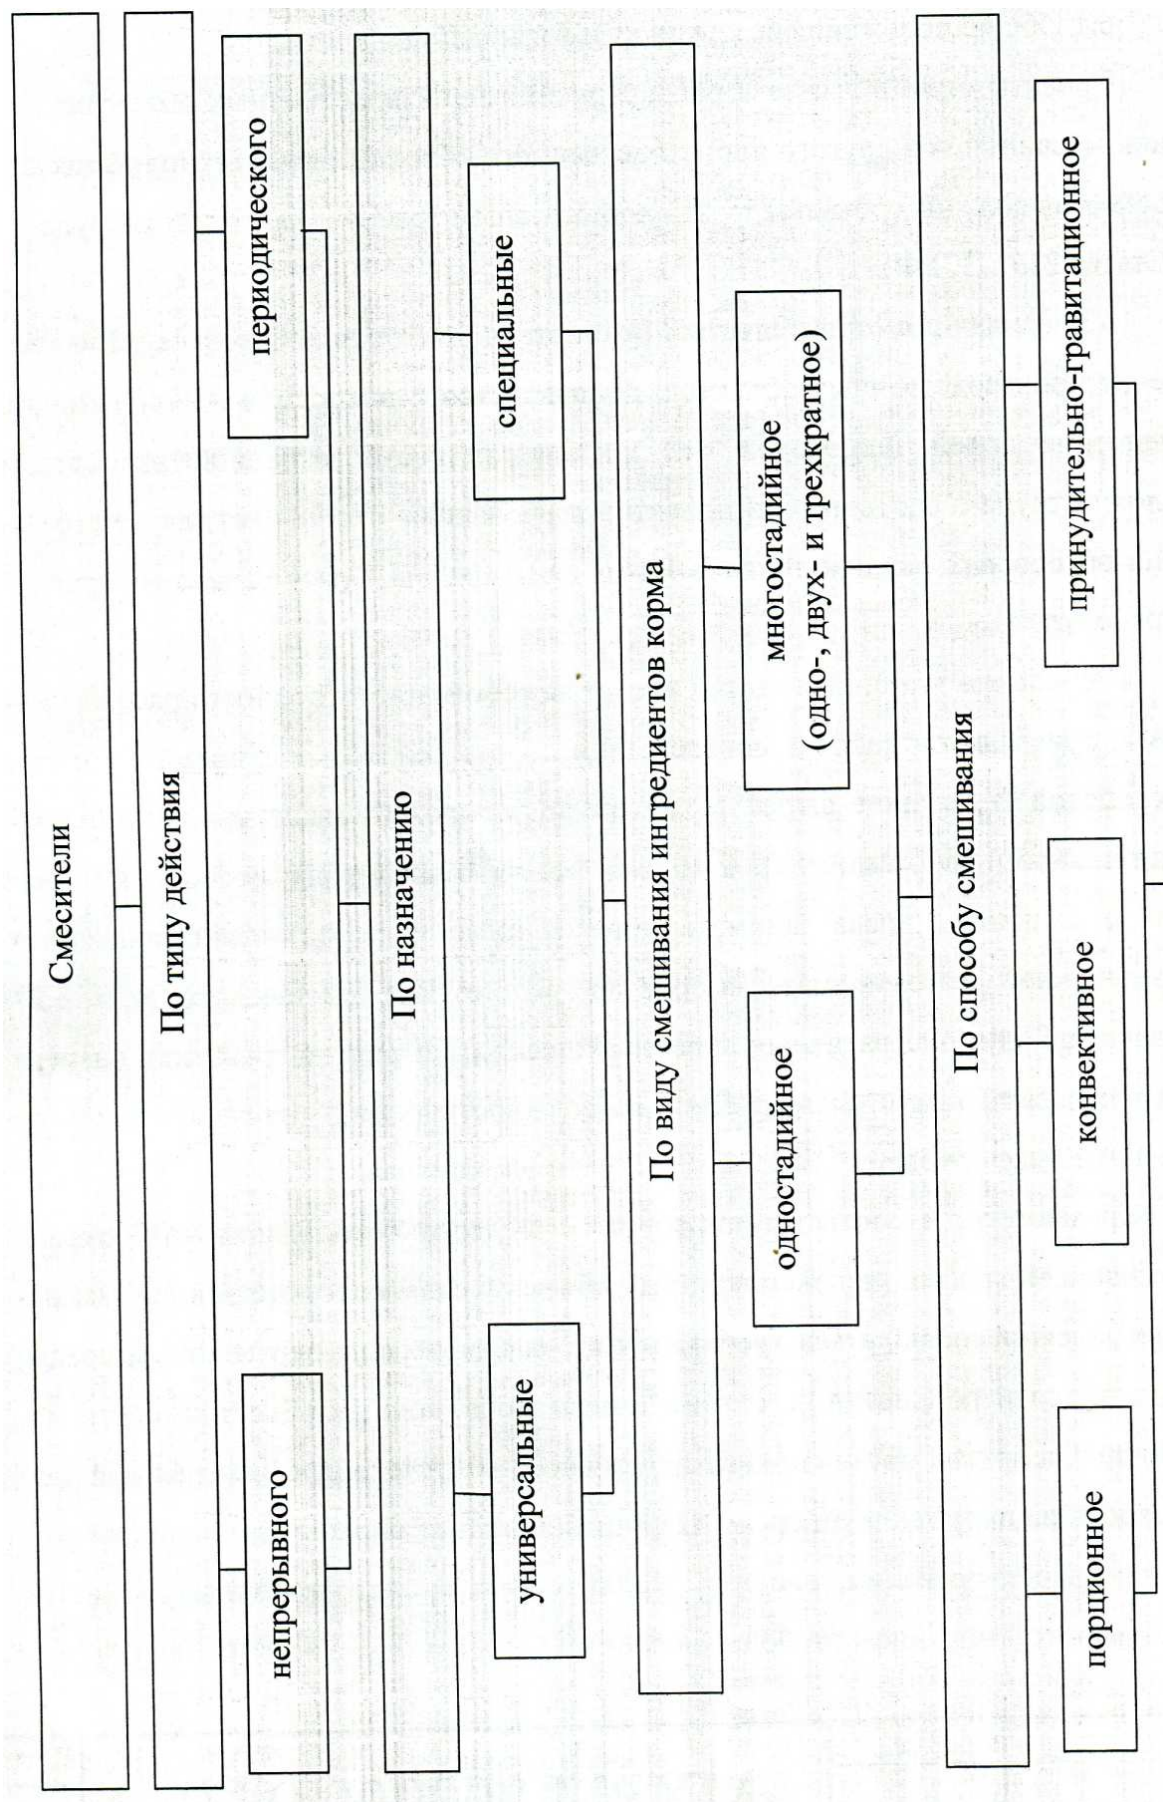 Смесители
По типу действия
непрерывного
периодического
По назначению
универсальные
специальные
По виду смешивания ингредиентов корма
одностадийное
многостадийное
(одно-, двух- и трехкратное)
По способу смешивания
порционное
конвективное
принудительно-гравитационное